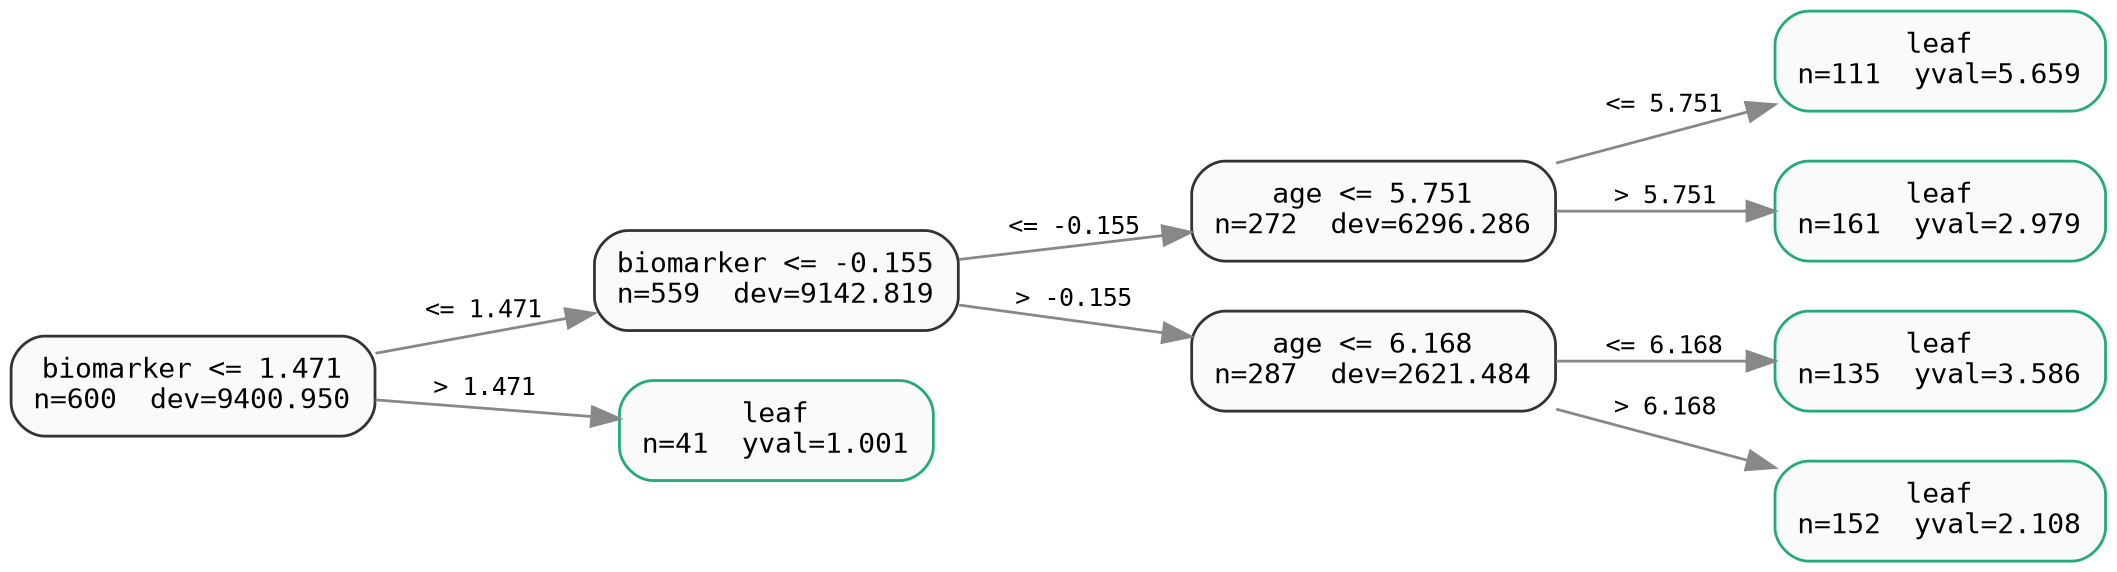 biomarker <= 1.471
n=600  dev=9400.950
<= 1.471
> 1.471
biomarker <= -0.155
n=559  dev=9142.819
leaf
n=41  yval=1.001
<= -0.155
> -0.155
age <= 5.751
n=272  dev=6296.286
age <= 6.168
n=287  dev=2621.484
<= 5.751
> 5.751
<= 6.168
> 6.168
leaf
n=111  yval=5.659
leaf
n=161  yval=2.979
leaf
n=135  yval=3.586
leaf
n=152  yval=2.108